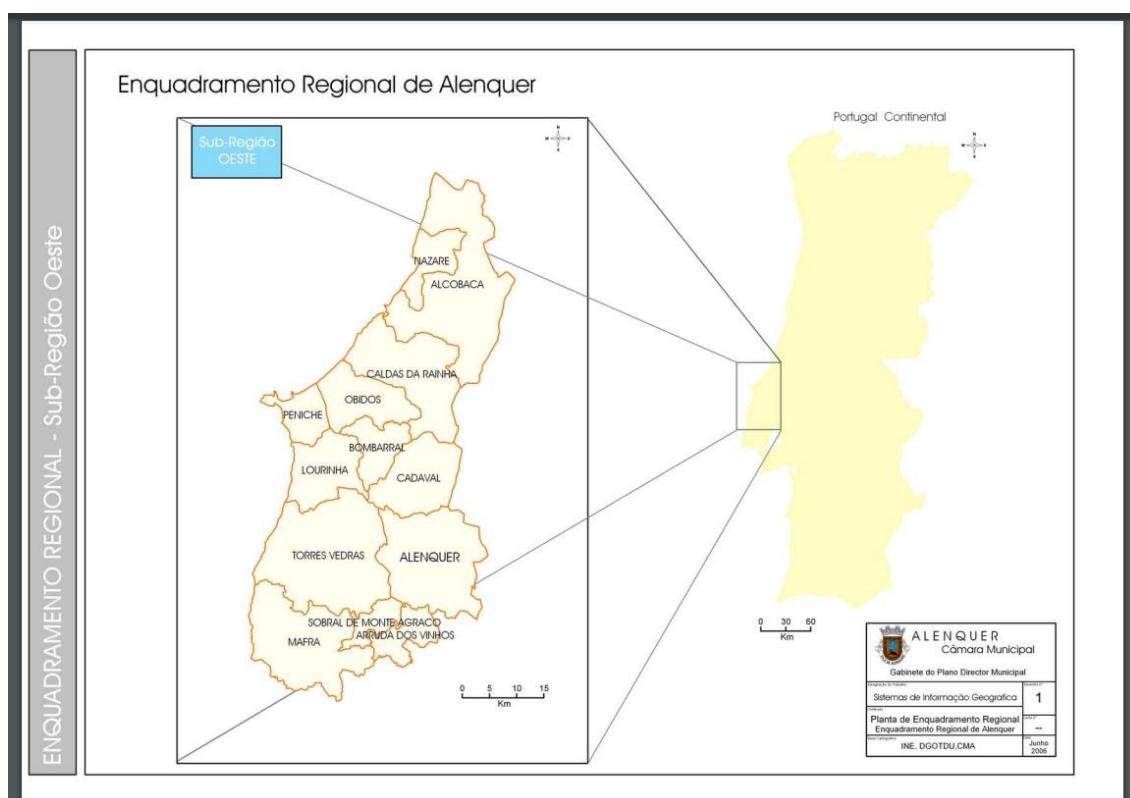 ENQUADRAMENTO REGIONAL - Sub-Região Oeste
Enquadramento Regional de Alenquer
Sub-Região
OESTE
N
W
E
S
NAZARE
ALCOBACA
CALDAS DA RAINHA
OBIDOS
PENICHE
BOMBARRAL
LOURINHA
CADAVAL
TORRES VEDRAS
ALENQUER
SOBRAL DE MONTE AGRACO
ARRUDA DOS VINHOS
MAFRA
0 5 10 15
Km
Portugal Continental
N
W
E
S
0 30 60
Km
ALENQUER
Câmara Municipal
Gabinete do Plano Director Municipal
Sistemas de Informação Geografica
1
Planta de Enquadramento Regional
Enquadramento Regional de Alenquer
--
INE, DGOTDU,CMA
Junho
2006